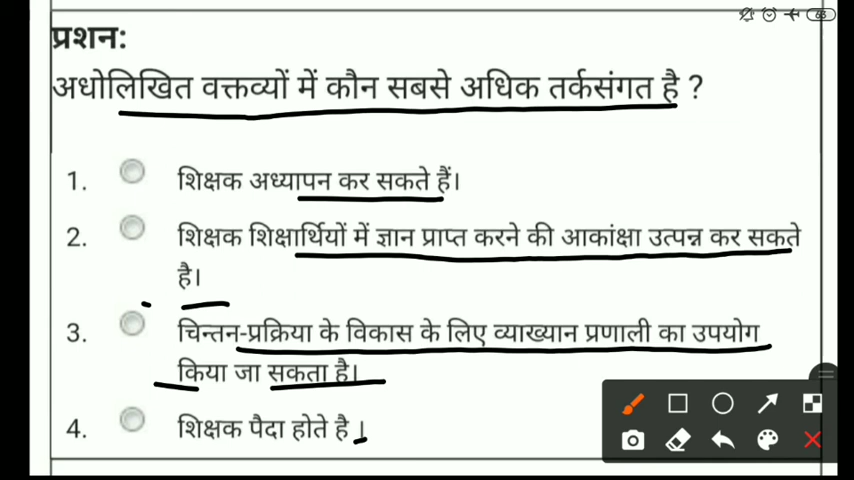 63
प्रशन:
अधोलिखित वक्तव्यों में कौन सबसे अधिक तर्कसंगत है ?
1. शिक्षक अध्यापन कर सकते हैं।
2. शिक्षक शिक्षार्थियों में ज्ञान प्राप्त करने की आकांक्षा उत्पन्न कर सकते
है।
3. चिन्तन-प्रक्रिया के विकास के लिए व्याख्यान प्रणाली का उपयोग
किया जा सकता है।
4. शिक्षक पैदा होते है ।